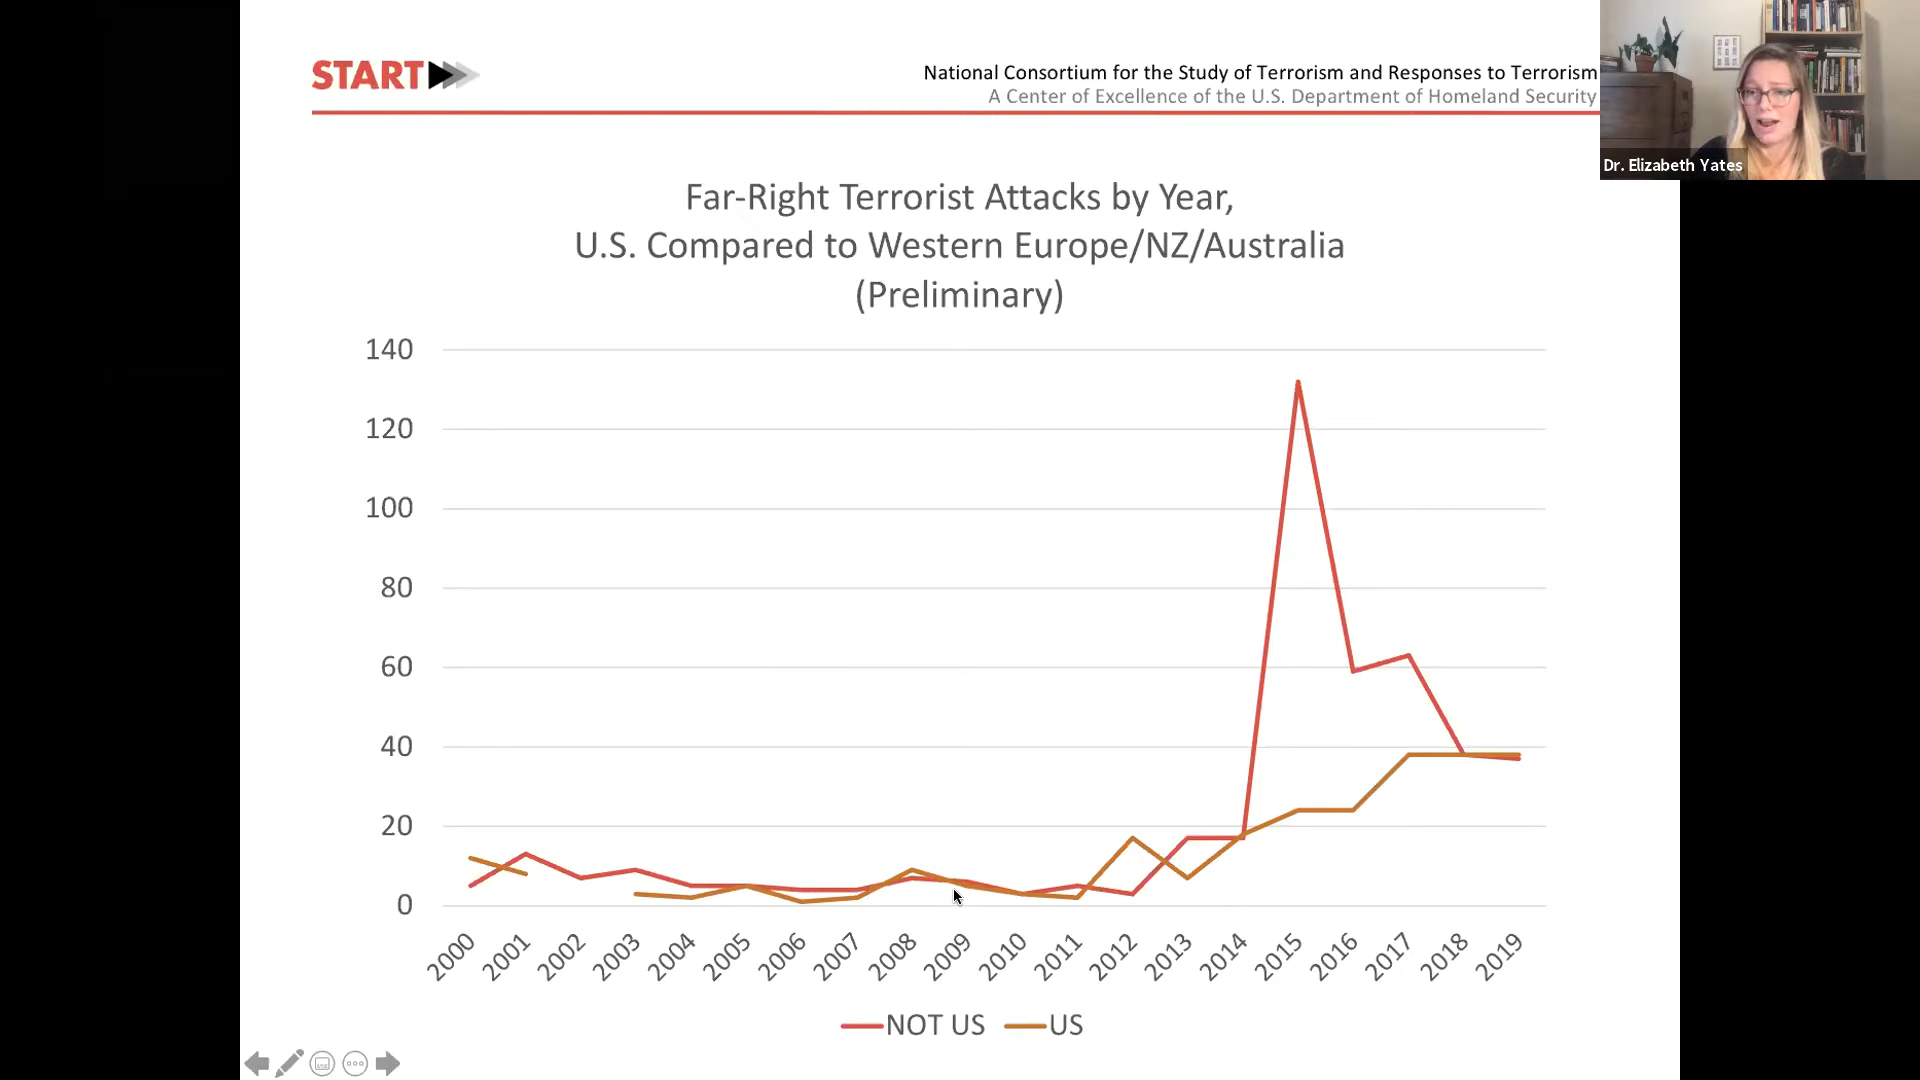 START
National Consortium for the Study of Terrorism and Responses to Terrorism
A Center of Excellence of the U.S. Department of Homeland Security
Dr. Elizabeth Yates
Far-Right Terrorist Attacks by Year,
U.S. Compared to Western Europe/NZ/Australia
(Preliminary)
140
120
100
80
60
40
20
0
2000 2001 2002 2003 2004 2005 2006 2007 2008 2009 2010 2011 2012 2013 2014 2015 2016 2017 2018 2019
NOT US US